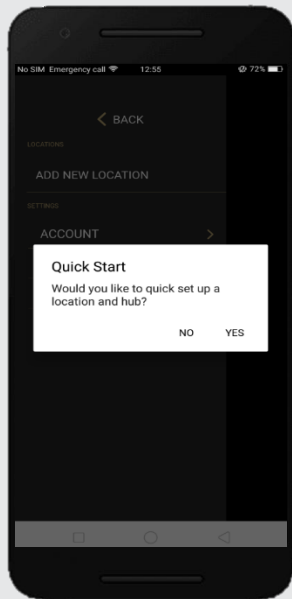 No SIM Emergency call 12:55 72%
BACK
LOCATIONS
ADD NEW LOCATION
SETTINGS
ACCOUNT
Quick Start
Would you like to quick set up a
location and hub?
NO YES